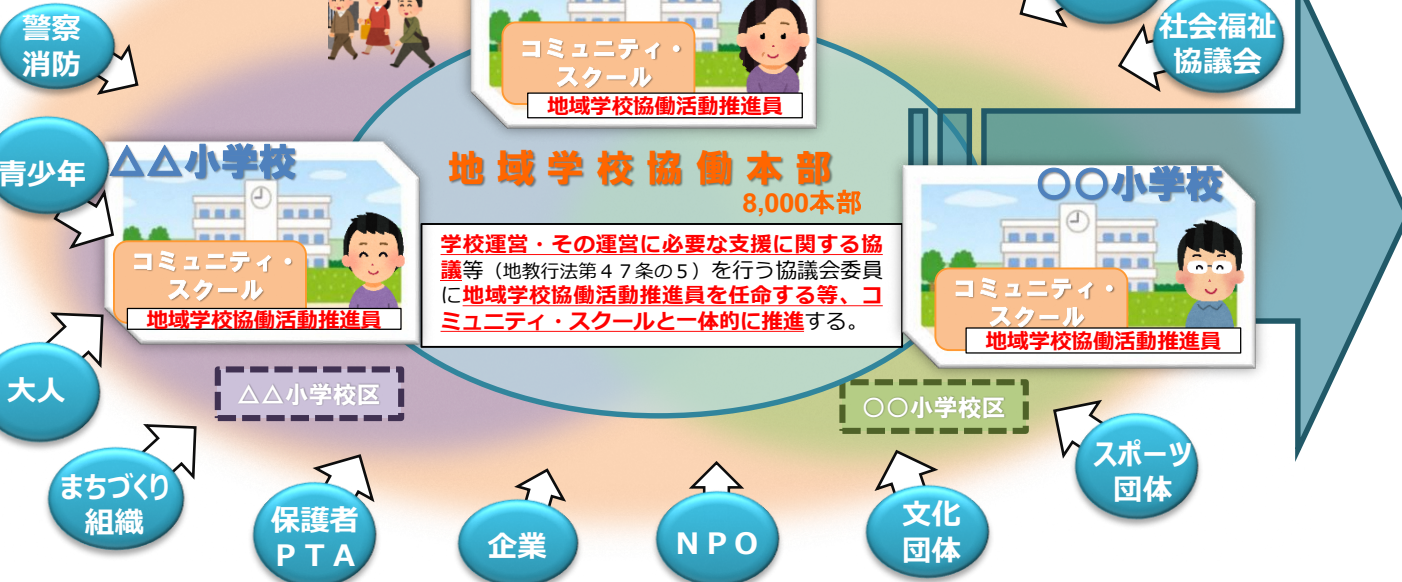 警察
消防
社会福祉
協議会
コミュニティ・
スクール
地域学校協働活動推進員
青少年
△△小学校
コミュニティ・
スクール
地域学校協働活動推進員
地域学校協働本部
8,000本部
学校運営・その運営に必要な支援に関する協
議等（地教行法第４７条の５）を行う協議会委員
に地域学校協働活動推進員を任命する等、コ
ミュニティ・スクールと一体的に推進する。
〇〇小学校
コミュニティ・
スクール
地域学校協働活動推進員
大人
△△小学校区
〇〇小学校区
まちづくり
組織
保護者
ＰＴＡ
企業
ＮＰＯ
文化
団体
スポーツ
団体